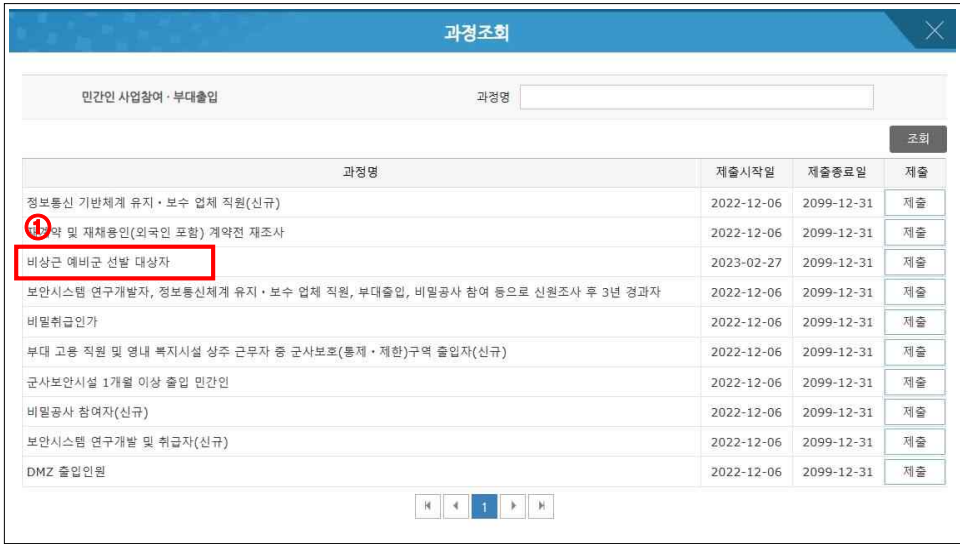 과정조회
민간인 사업참여 · 부대출입 과정명
조회
과정명 제출시작일 제출종료일 제출
정보통신 기반체계 유지・보수 업체 직원(신규) 2022-12-06 2099-12-31 제출
① 및 재채용인(외국인 포함) 계약전 재조사 2022-12-06 2099-12-31 제출
비상근 예비군 선발 대상자 2023-02-27 2099-12-31 제출
보안시스템 연구개발자, 정보통신체계 유지・보수 업체 직원, 부대출입, 비밀공사 참여 등으로 신원조사 후 3년 경과자 2022-12-06 2099-12-31 제출
비밀취급인가 2022-12-06 2099-12-31 제출
부대 고용 직원 및 영내 복지시설 상주 근무자 중 군사보호(통제・제한)구역 출입자(신규) 2022-12-06 2099-12-31 제출
군사보안시설 1개월 이상 출입 민간인 2022-12-06 2099-12-31 제출
비밀공사 참여자(신규) 2022-12-06 2099-12-31 제출
보안시스템 연구개발 및 취급자(신규) 2022-12-06 2099-12-31 제출
DMZ 출입인원 2022-12-06 2099-12-31 제출
1